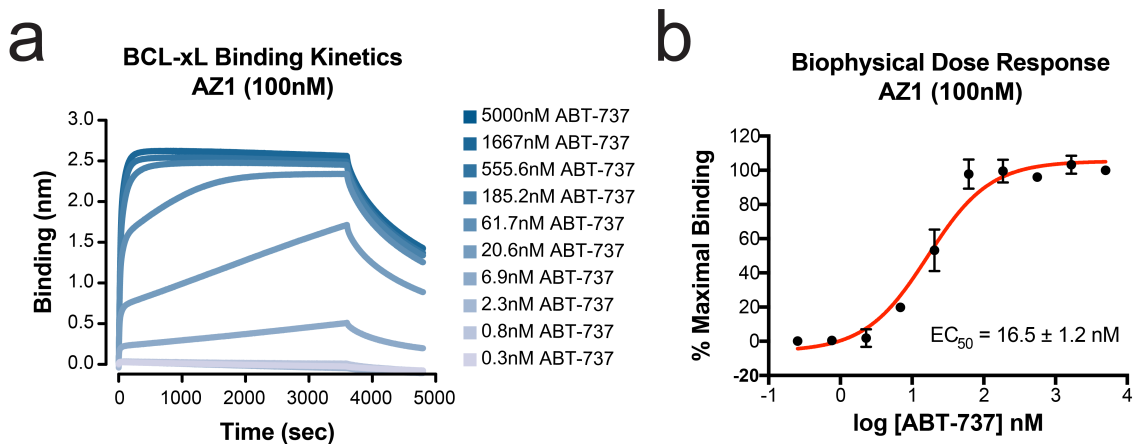 a
BCL-xL Binding Kinetics
AZ1 (100nM)
3.0
2.5
2.0
1.5
1.0
0.5
0.0
Binding (nm)
0 1000 2000 3000 4000 5000
Time (sec)
5000nM ABT-737
1667nM ABT-737
555.6nM ABT-737
185.2nM ABT-737
61.7nM ABT-737
20.6nM ABT-737
6.9nM ABT-737
2.3nM ABT-737
0.8nM ABT-737
0.3nM ABT-737
b
Biophysical Dose Response
AZ1 (100nM)
120
100
80
60
40
20
0
-20
% Maximal Binding
EC50 = 16.5 ± 1.2 nM
-1 0 1 2 3 4
log [ABT-737] nM